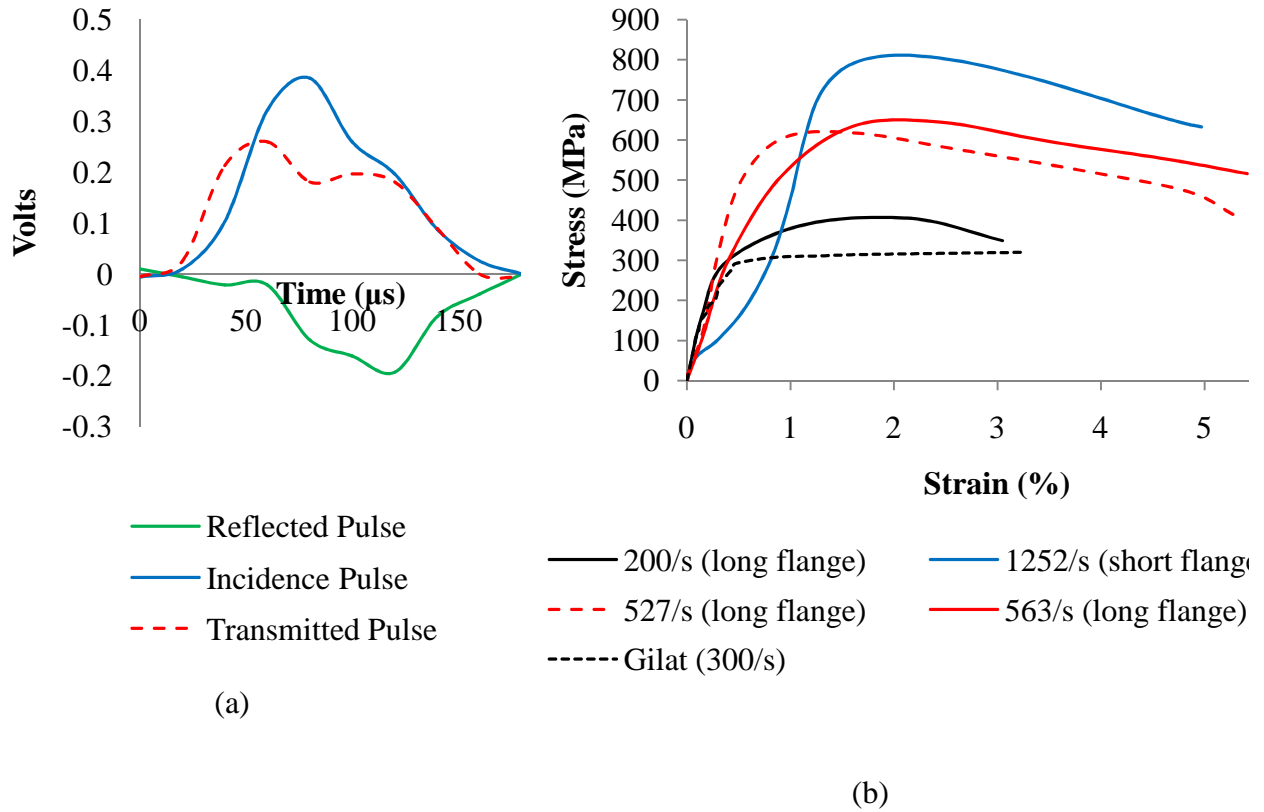 0.5
0.4
0.3
0.2
0.1
0
-0.1
-0.2
-0.3
Volts
Time (µs)
0 50 100 150
Reflected Pulse
Incidence Pulse
Transmitted Pulse
(a)
900
800
700
600
500
400
300
200
100
0
Stress (MPa)
0 1 2 3 4 5
Strain (%)
200/s (long flange)
1252/s (short flange
527/s (long flange)
563/s (long flange)
Gilat (300/s)
(b)